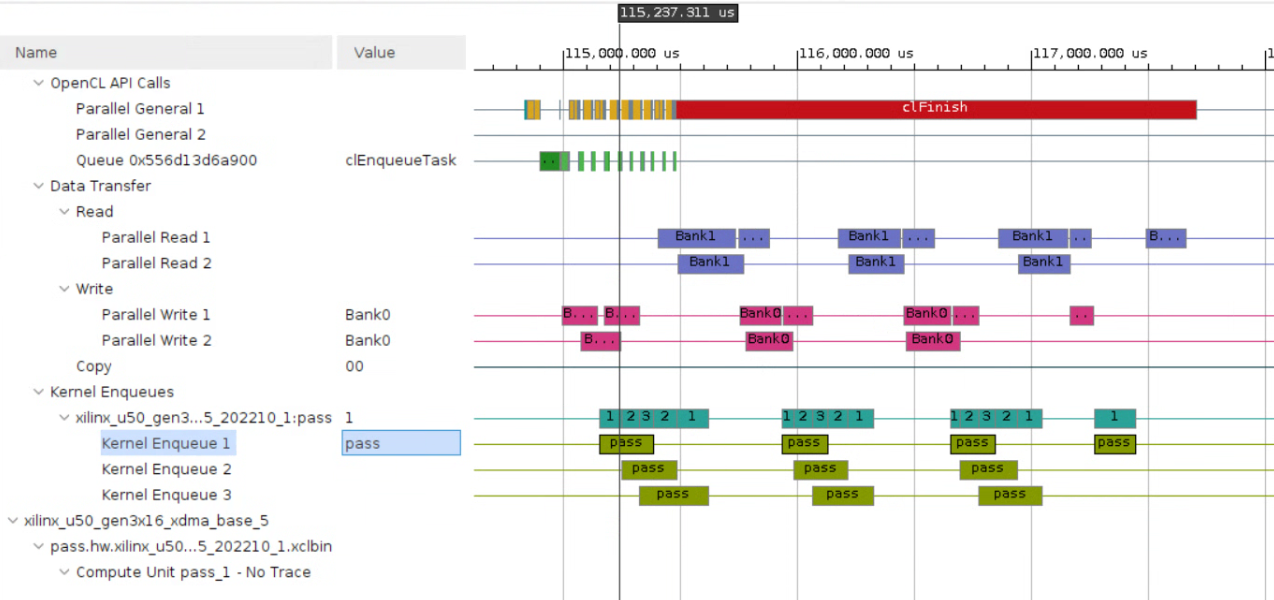 115,237.311 us
Name Value 115,000.000 us 116,000.000 us 117,000.000 us 1
OpenCL API Calls
Parallel General 1 clFinish
Parallel General 2
Queue 0x556d13d6a900 clEnqueueTask ..
Data Transfer
Read
Parallel Read 1 Bank1 ... Bank1 ... Bank1 .. B...
Parallel Read 2 Bank1 Bank1 Bank1
Write
Parallel Write 1 Bank0 B... B... Bank0 ... Bank0 ... ..
Parallel Write 2 Bank0 B... Bank0 Bank0
Copy 00
Kernel Enqueues
xilinx_u50_gen3...5_202210_1:pass 1 1 2 3 2 1 1 2 3 2 1 1 2 3 2 1 1
Kernel Enqueue 1 pass pass pass pass pass
Kernel Enqueue 2 pass pass pass
Kernel Enqueue 3 pass pass pass
xilinx_u50_gen3x16_xdma_base_5
pass.hw.xilinx_u50...5_202210_1.xclbin
Compute Unit pass_1 - No Trace